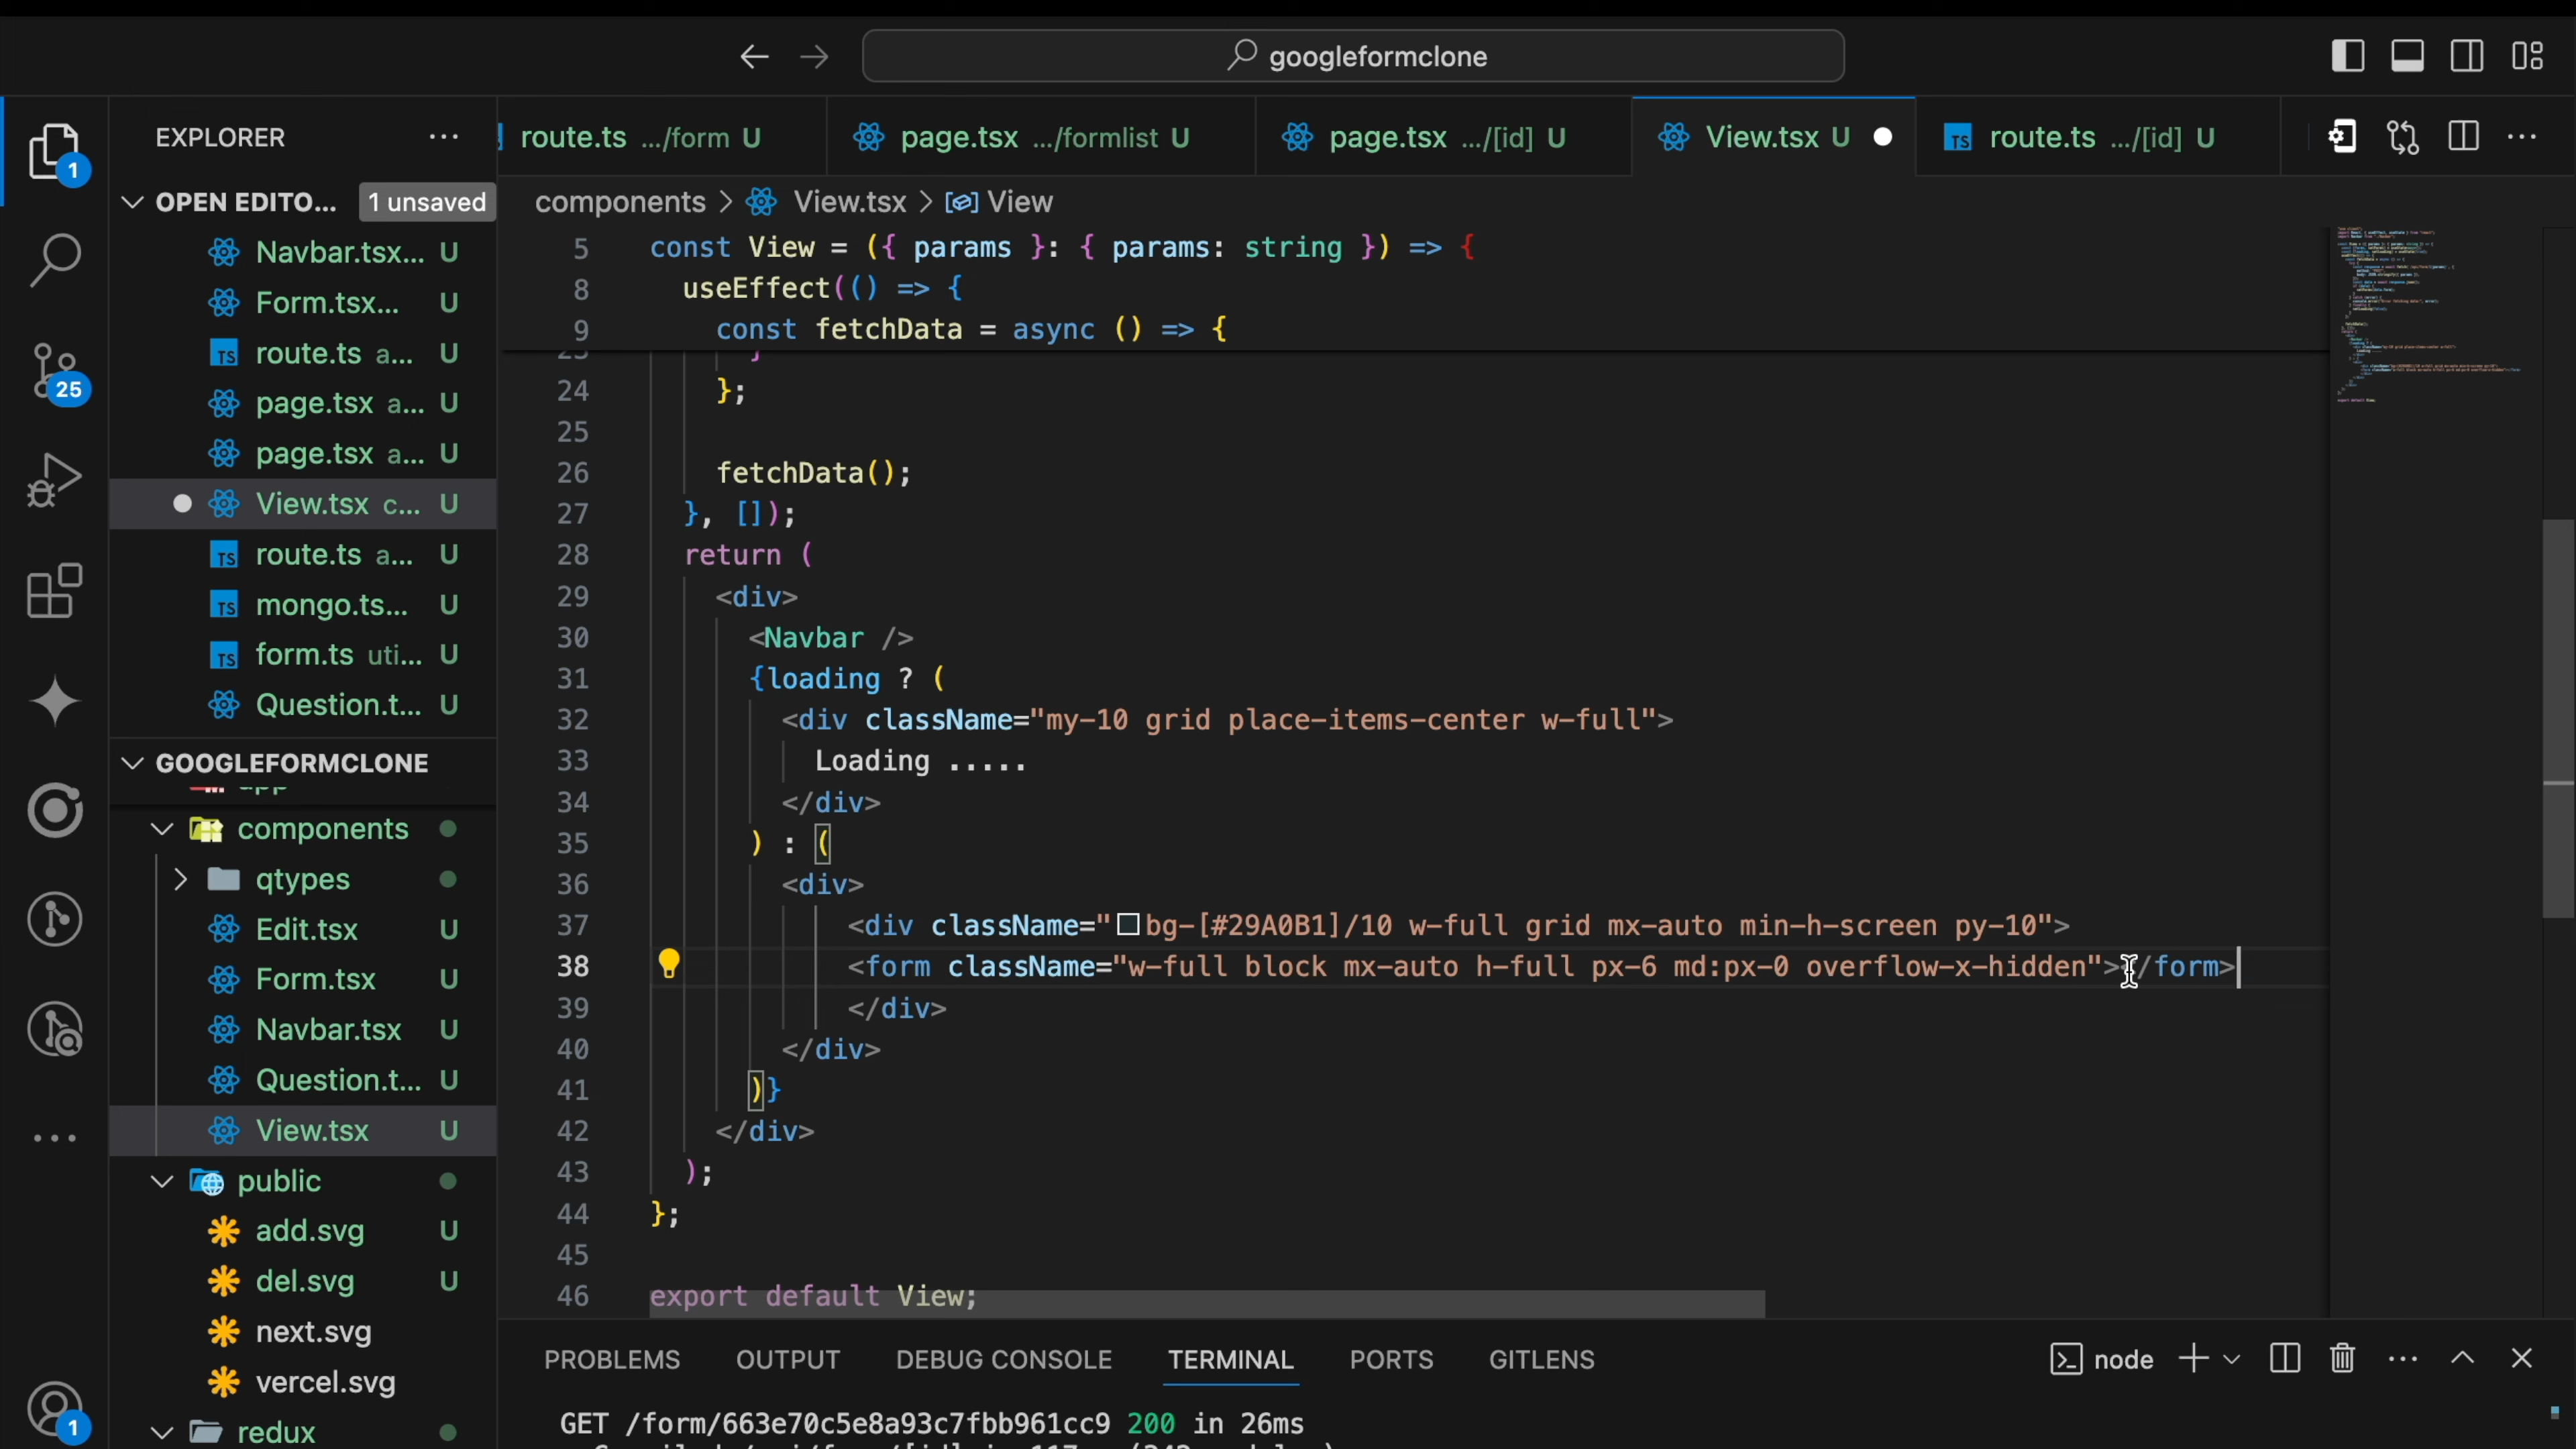 googleformclone
EXPLORER
route.ts .../form U
page.tsx .../formlist U
page.tsx .../[id] U
View.tsx U
route.ts .../[id] U
OPEN EDITO... 1 unsaved
Navbar.tsx... U
Form.tsx... U
route.ts a... U
page.tsx a... U
page.tsx a... U
View.tsx c... U
route.ts a... U
mongo.ts... U
form.ts uti... U
Question.t... U
GOOGLEFORMCLONE
app
components
qtypes
Edit.tsx U
Form.tsx U
Navbar.tsx U
Question.t... U
View.tsx U
public
add.svg U
del.svg U
next.svg
vercel.svg
redux
1
25
1
components > View.tsx > View
5 const View = ({ params }: { params: string }) => {
8 useEffect(() => {
9 const fetchData = async () => {
23 }
24 };
25
26 fetchData();
27 }, []);
28 return (
29 <div>
30 <Navbar />
31 {loading ? (
32 <div className="my-10 grid place-items-center w-full">
33 Loading .....
34 </div>
35 ) : (
36 <div>
37 <div className="bg-[#29A0B1]/10 w-full grid mx-auto min-h-screen py-10">
38 <form className="w-full block mx-auto h-full px-6 md:px-0 overflow-x-hidden"></form>
39 </div>
40 </div>
41 )}
42 </div>
43 );
44 };
45
46 export default View;
PROBLEMS OUTPUT DEBUG CONSOLE TERMINAL PORTS GITLENS
node
GET /form/663e70c5e8a93c7fbb961cc9 200 in 26ms